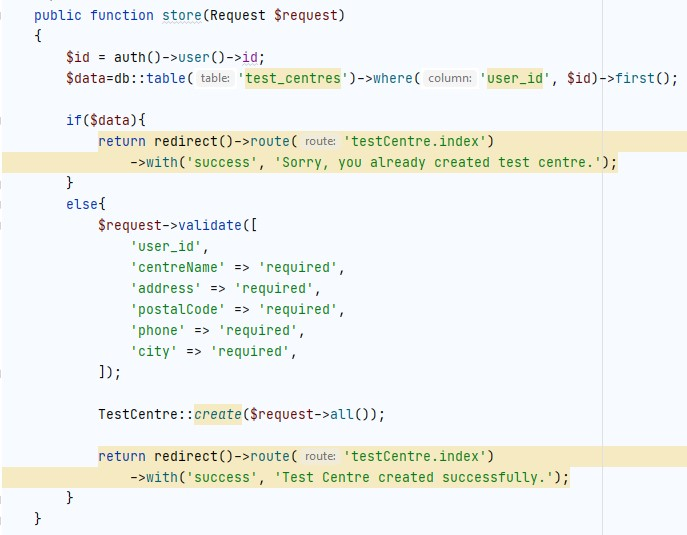 public function store(Request $request)
{
$id = auth()->user()->id;
$data=db::table( table: 'test_centres')->where( column: 'user_id', $id)->first();
if($data){
return redirect()->route( route: 'testCentre.index')
->with('success', 'Sorry, you already created test centre.');
}
else{
$request->validate([
'user_id',
'centreName' => 'required',
'address' => 'required',
'postalCode' => 'required',
'phone' => 'required',
'city' => 'required',
]);
TestCentre::create($request->all());
return redirect()->route( route: 'testCentre.index')
->with('success', 'Test Centre created successfully.');
}
}